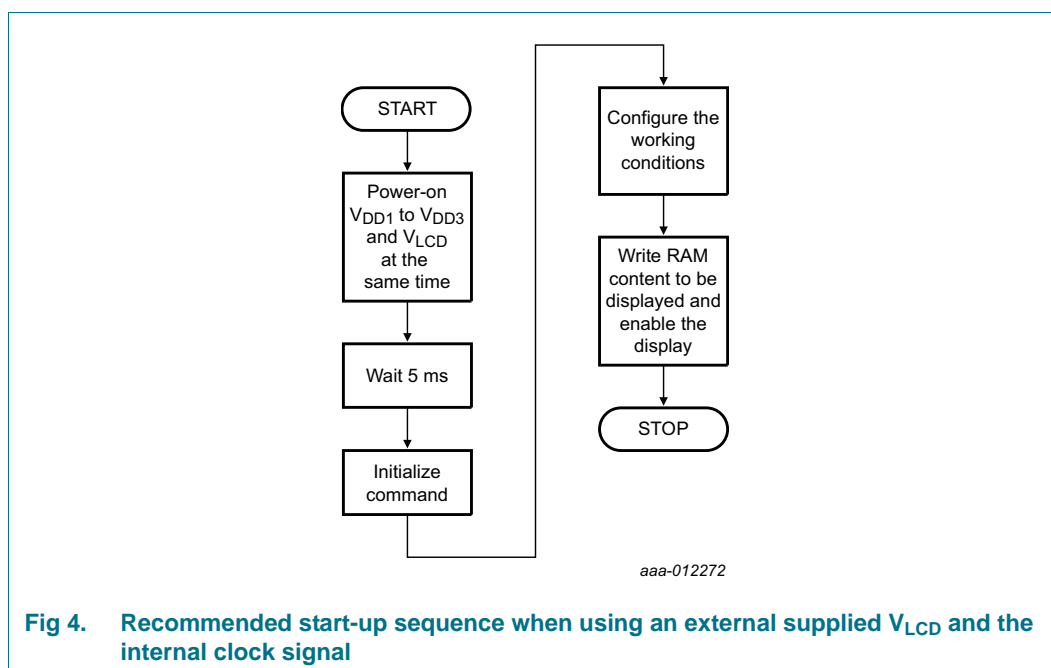 START
Power-on
VDD1 to VDD3
and VLCD
at the
same time
Wait 5 ms
Initialize
command
Configure the
working
conditions
Write RAM
content to be
displayed and
enable the
display
STOP
aaa-012272
Fig 4. Recommended start-up sequence when using an external supplied VLCD and the
internal clock signal